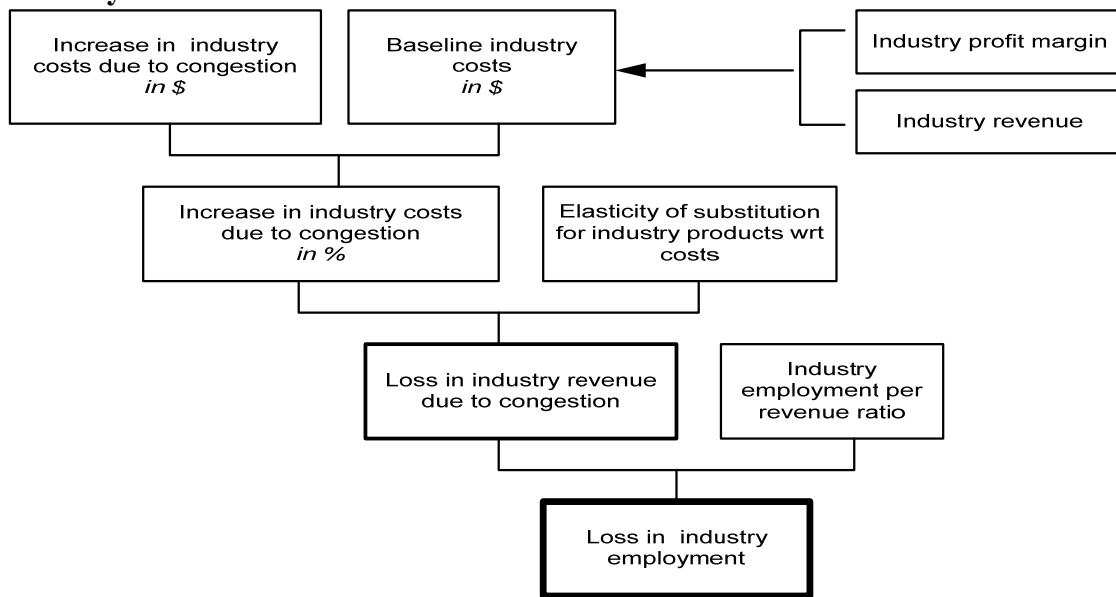 Increase in industry
costs due to congestion
in $
Baseline industry
costs
in $
Industry profit margin
Industry revenue
Increase in industry costs
due to congestion
in %
Elasticity of substitution
for industry products wrt
costs
Loss in industry revenue
due to congestion
Industry
employment per
revenue ratio
Loss in industry
employment